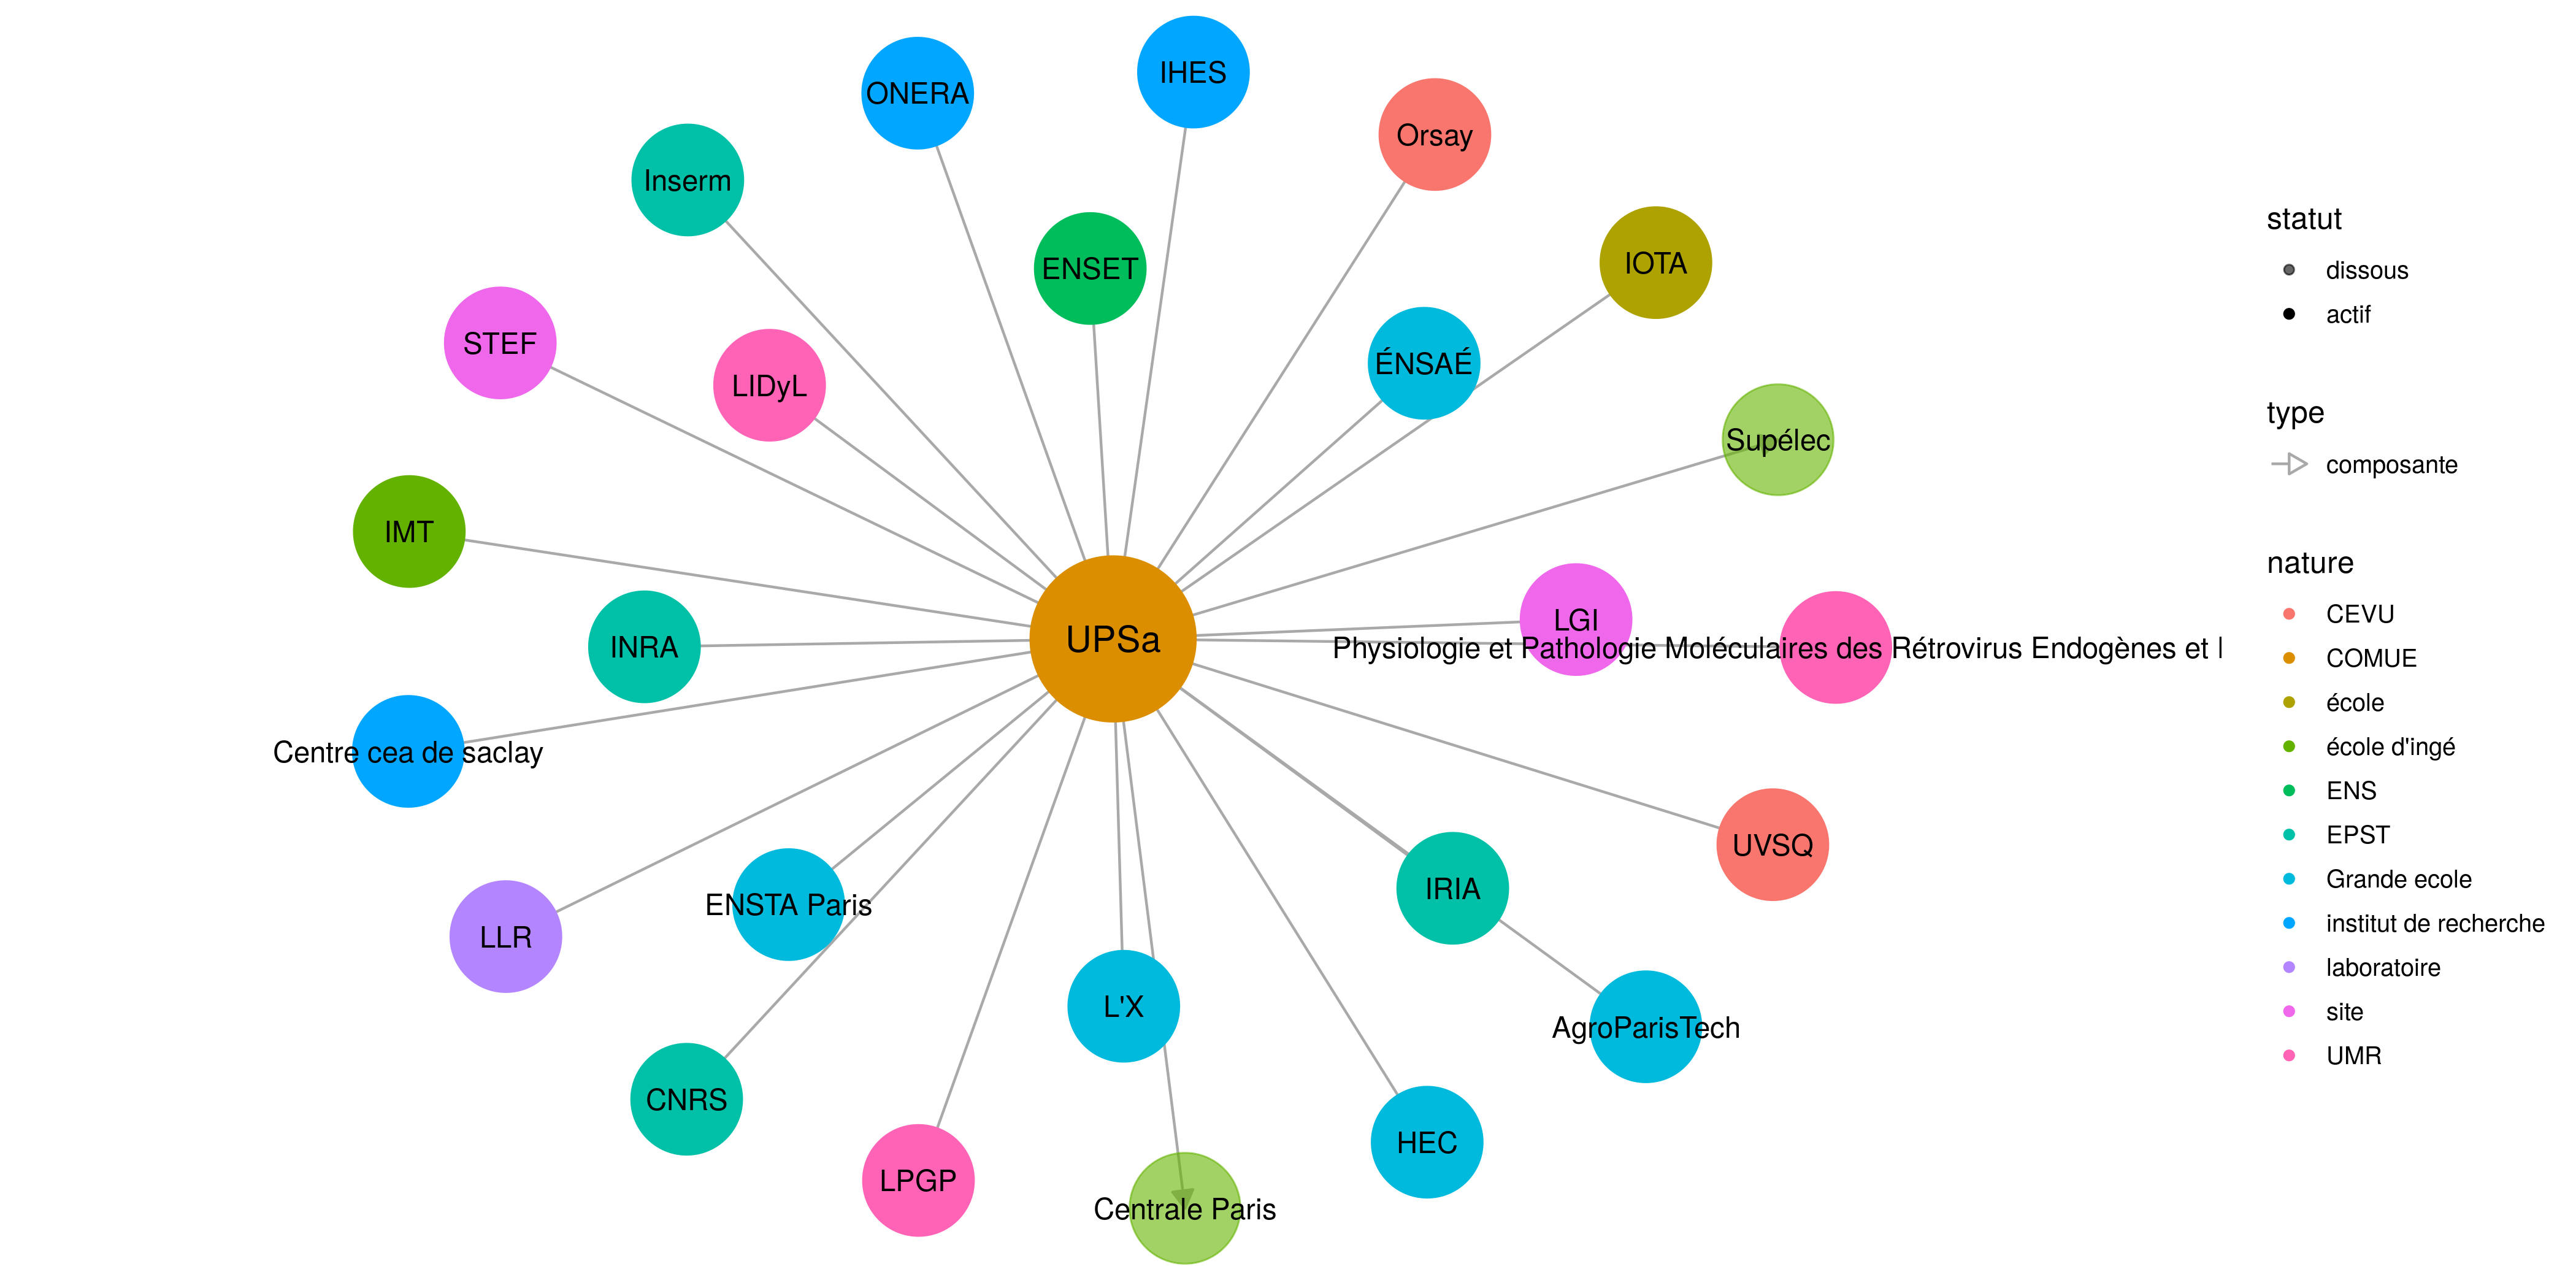 IHES
ONERA
Orsay
Inserm
IOTA
ENSET
STEF
ÉNSAÉ
LIDyL
Supélec
IMT
LGI
UPSa
INRA
Physiologie et Pathologie Moléculaires des Rétrovirus Endogènes et
Centre cea de saclay
UVSQ
IRIA
ENSTA Paris
LLR
L'X
AgroParisTech
CNRS
HEC
LPGP
Centrale Paris
statut
dissous
actif
type
composante
nature
CEVU
COMUE
école
école d'ingé
ENS
EPST
Grande ecole
institut de recherche
laboratoire
site
UMR